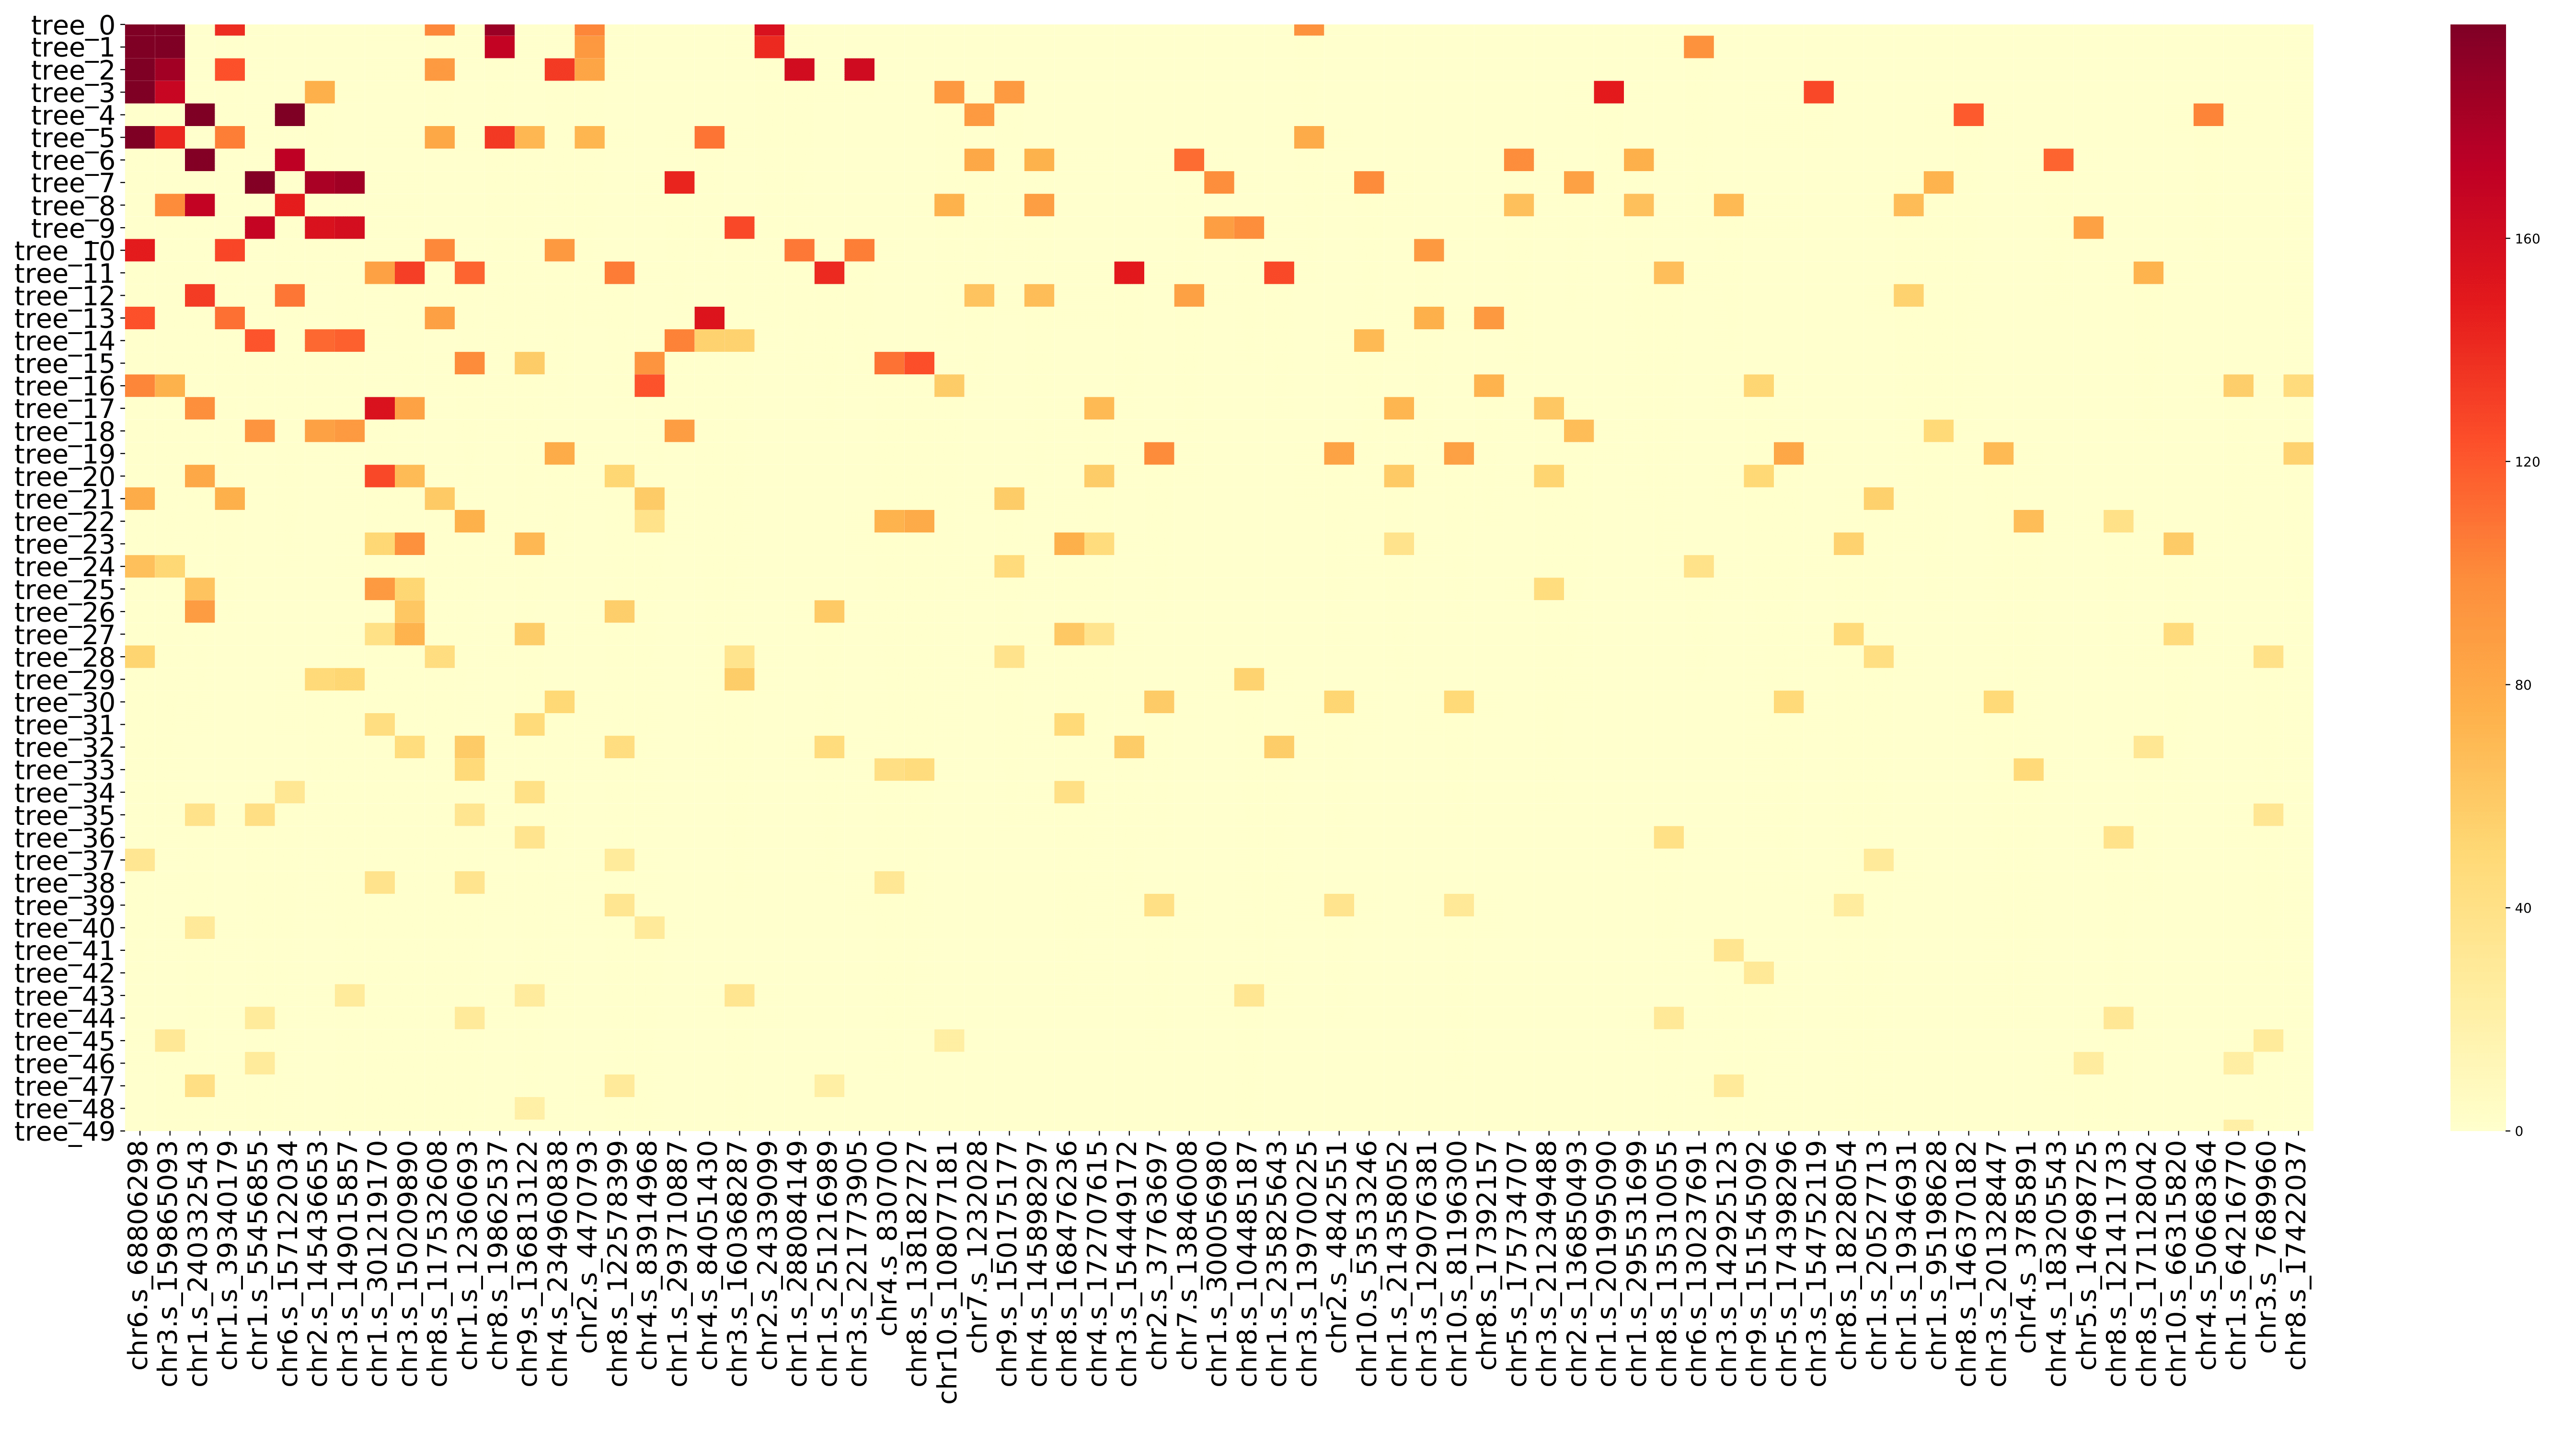 tree_0
tree_1
tree_2
tree_3
tree_4
tree_5
tree_6
tree_7
tree_8
tree_9
tree_10
tree_11
tree_12
tree_13
tree_14
tree_15
tree_16
tree_17
tree_18
tree_19
tree_20
tree_21
tree_22
tree_23
tree_24
tree_25
tree_26
tree_27
tree_28
tree_29
tree_30
tree_31
tree_32
tree_33
tree_34
tree_35
tree_36
tree_37
tree_38
tree_39
tree_40
tree_41
tree_42
tree_43
tree_44
tree_45
tree_46
tree_47
tree_48
tree_49
chr6.s_68806298
chr3.s_159865093
chr1.s_240332543
chr1.s_39340179
chr1.s_55456855
chr6.s_157122034
chr2.s_145436653
chr3.s_149015857
chr1.s_301219170
chr3.s_150209890
chr8.s_117532608
chr1.s_12360693
chr8.s_19862537
chr9.s_136813122
chr4.s_234960838
chr2.s_4470793
chr8.s_122578399
chr4.s_83914968
chr1.s_293710887
chr4.s_84051430
chr3.s_160368287
chr2.s_24339099
chr1.s_288084149
chr1.s_251216989
chr3.s_221773905
chr4.s_830700
chr8.s_138182727
chr10.s_108077181
chr7.s_1232028
chr9.s_150175177
chr4.s_145898297
chr8.s_168476236
chr4.s_172707615
chr3.s_154449172
chr2.s_37763697
chr7.s_13846008
chr1.s_300056980
chr8.s_104485187
chr1.s_235825643
chr3.s_139700225
chr2.s_4842551
chr10.s_53533246
chr1.s_214358052
chr3.s_129076381
chr10.s_81196300
chr8.s_17392157
chr5.s_175734707
chr3.s_212349488
chr2.s_136850493
chr1.s_201995090
chr1.s_295531699
chr8.s_135310055
chr6.s_130237691
chr3.s_142925123
chr9.s_151545092
chr5.s_174398296
chr3.s_154752119
chr8.s_18228054
chr1.s_205277713
chr1.s_19346931
chr1.s_95198628
chr8.s_146370182
chr3.s_201328447
chr4.s_3785891
chr4.s_183205543
chr5.s_14698725
chr8.s_121411733
chr8.s_171128042
chr10.s_66315820
chr4.s_50668364
chr1.s_64216770
chr3.s_76899960
chr8.s_17422037
160
120
80
40
0